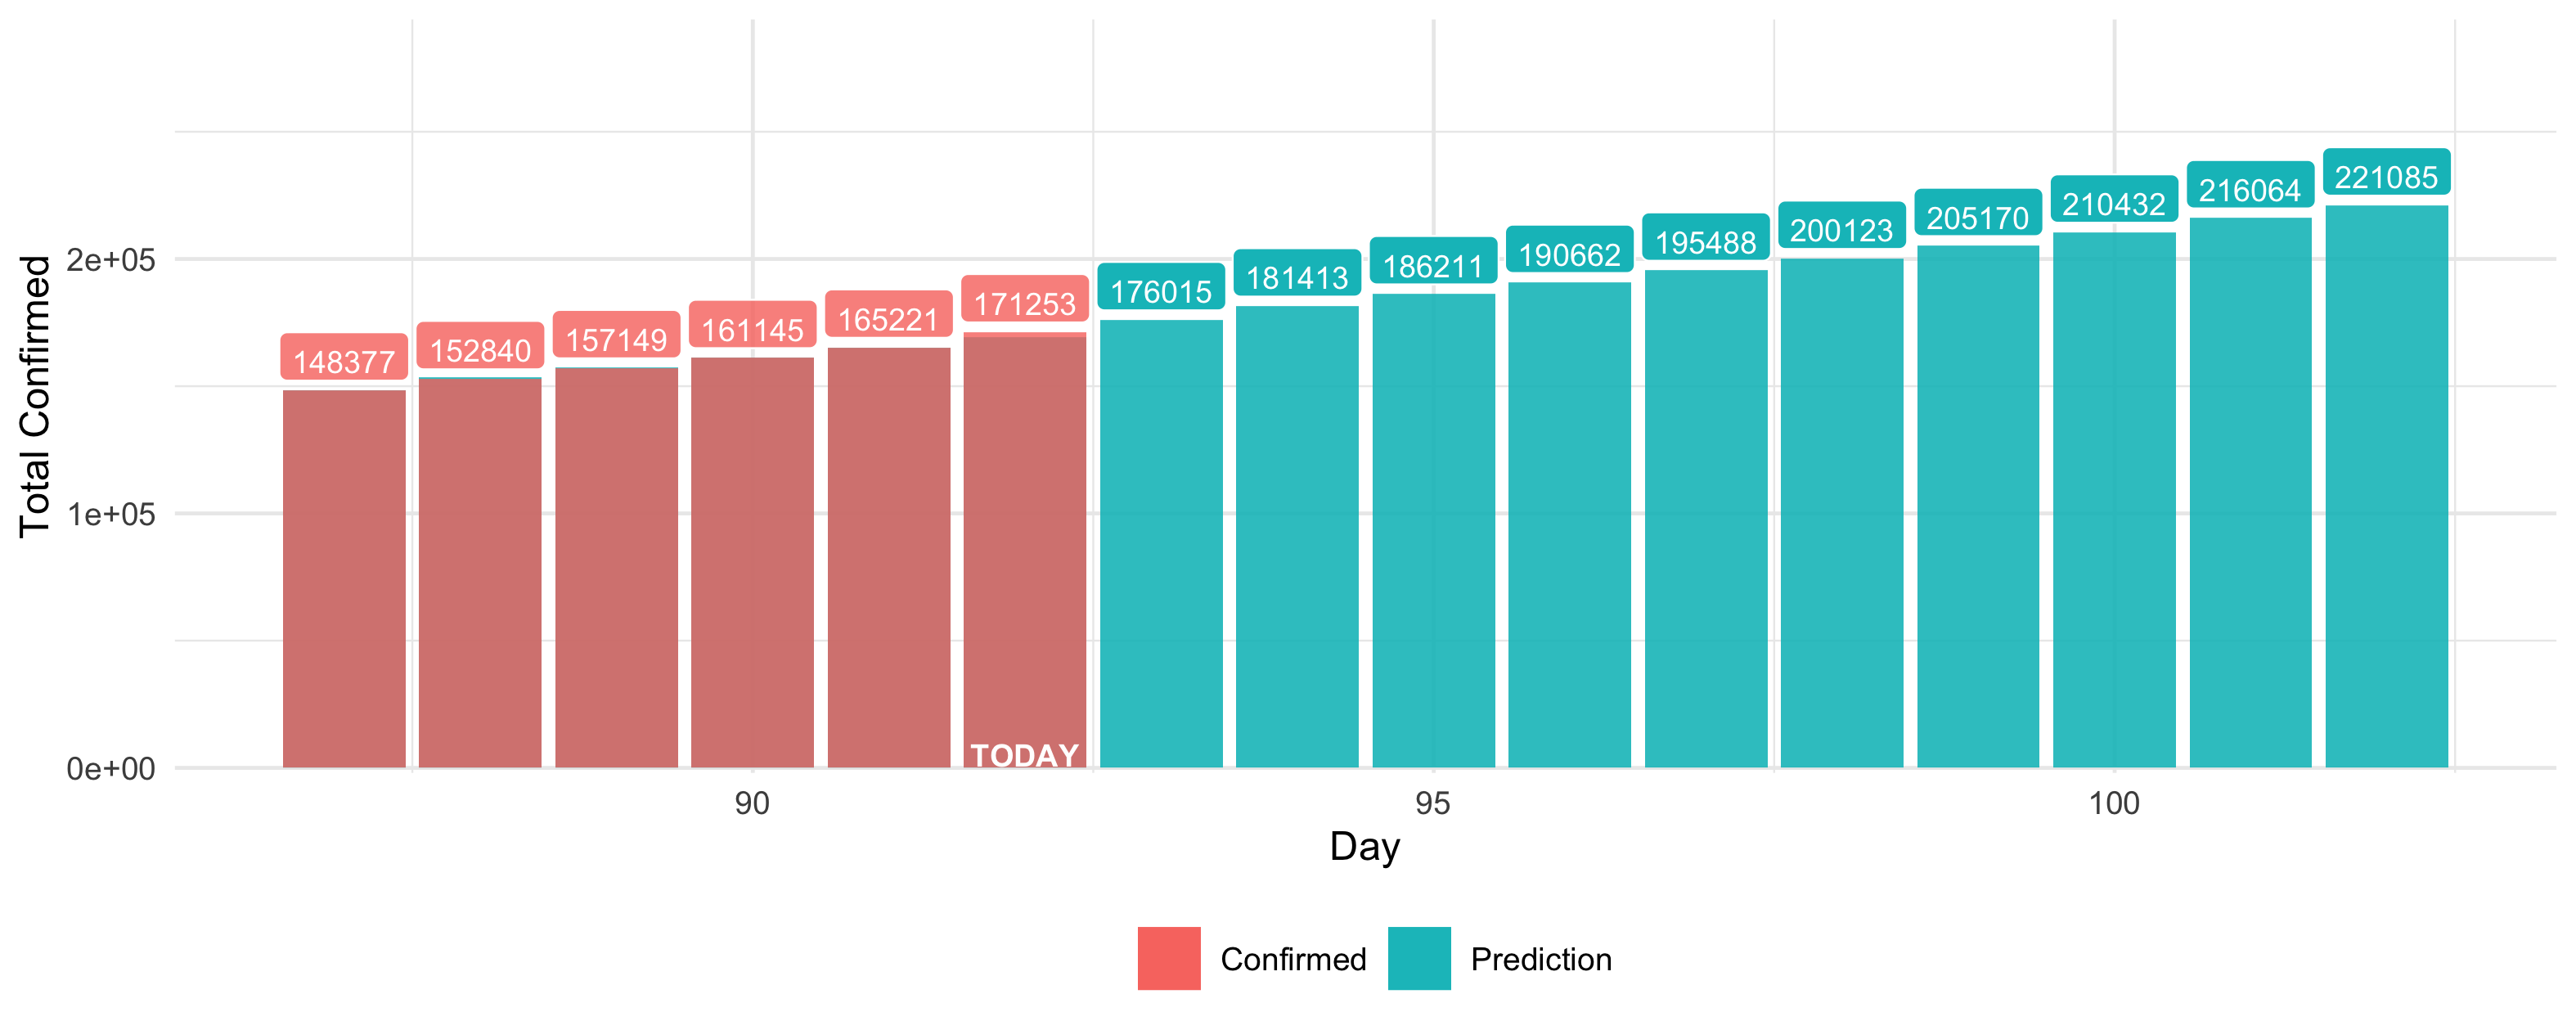 Total Confirmed
2e+05
1e+05
0e+00
148377
152840
157149
161145
165221
171253
176015
181413
186211
190662
195488
200123
205170
210432
216064
221085
TODAY
90 95 100
Day
Confirmed Prediction